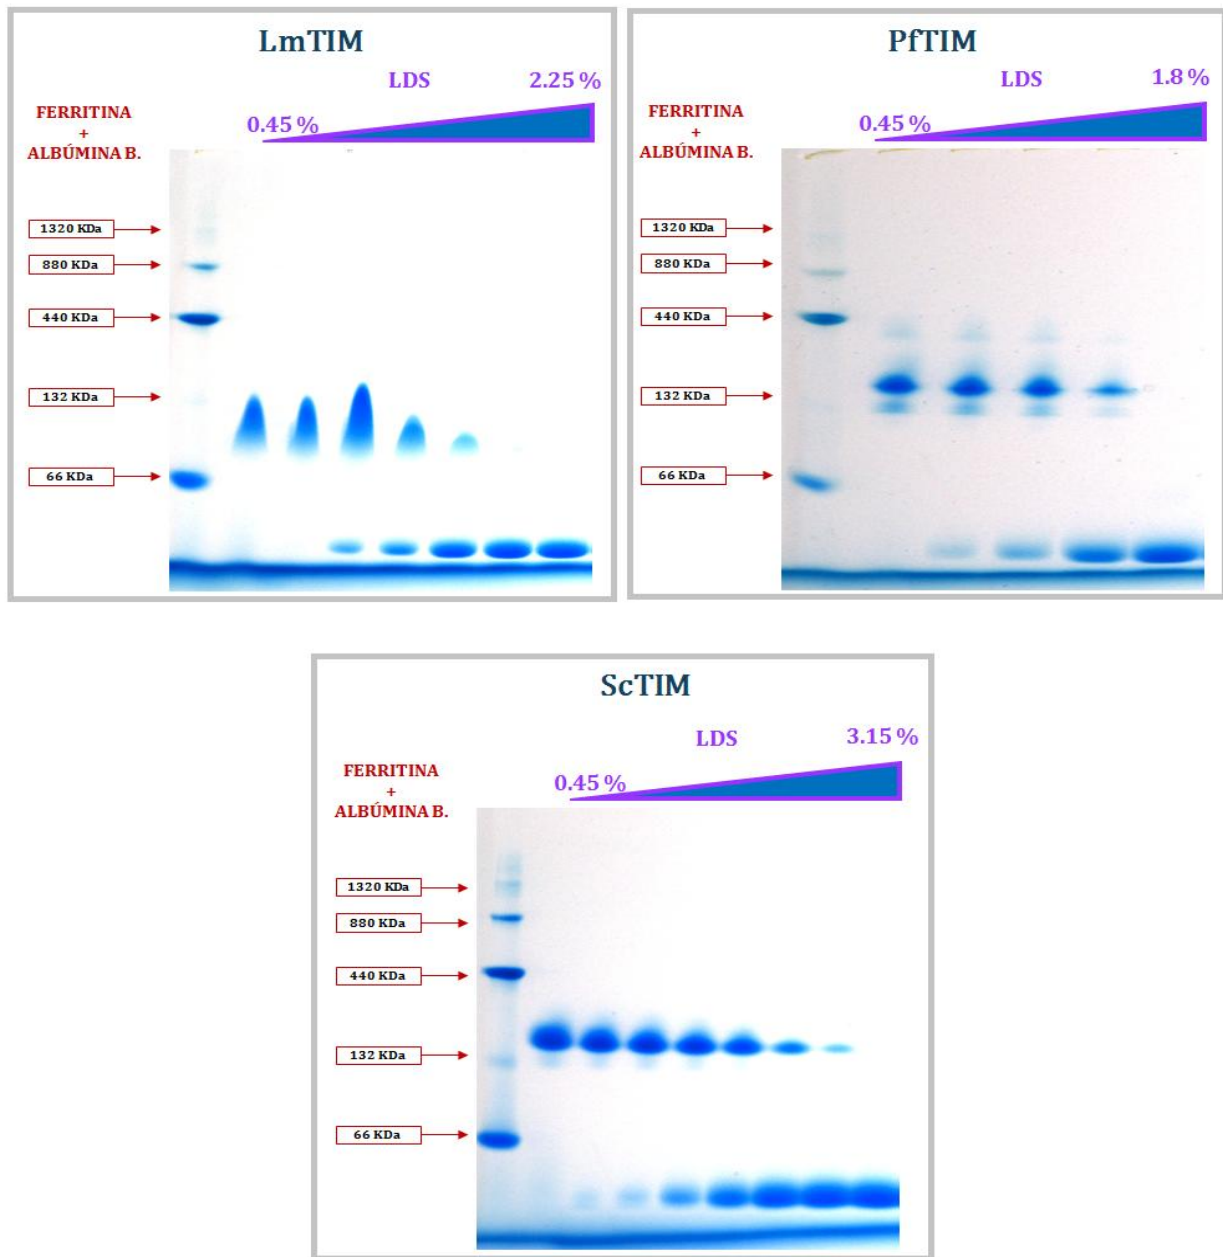 LmTIM
LDS
2.25 %
0.45 %
FERRITINA
+
ALBÚMINA B.
1320 KDa
880 KDa
440 KDa
132 KDa
66 KDa
PfTIM
LDS
1.8 %
0.45 %
FERRITINA
+
ALBÚMINA B.
1320 KDa
880 KDa
440 KDa
132 KDa
66 KDa
ScTIM
LDS
3.15 %
0.45 %
FERRITINA
+
ALBÚMINA B.
1320 KDa
880 KDa
440 KDa
132 KDa
66 KDa